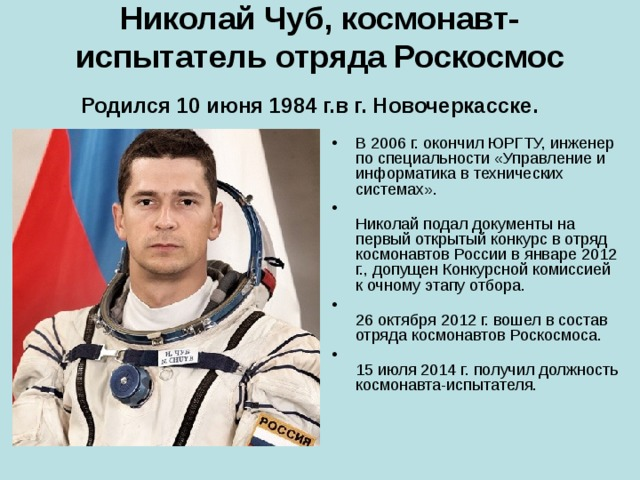 Николай Чуб, космонавт-
испытатель отряда Роскосмос
Родился 10 июня 1984 г.в г. Новочеркасске.
• В 2006 г. окончил ЮРГТУ, инженер
по специальности «Управление и
информатика в технических
системах».
•
Николай подал документы на
первый открытый конкурс в отряд
космонавтов России в январе 2012
г., допущен Конкурсной комиссией
к очному этапу отбора.
•
26 октября 2012 г. вошел в состав
отряда космонавтов Роскосмоса.
•
15 июля 2014 г. получил должность
космонавта-испытателя.
Н. ЧУБ
N. CHUB
РОССИЯ